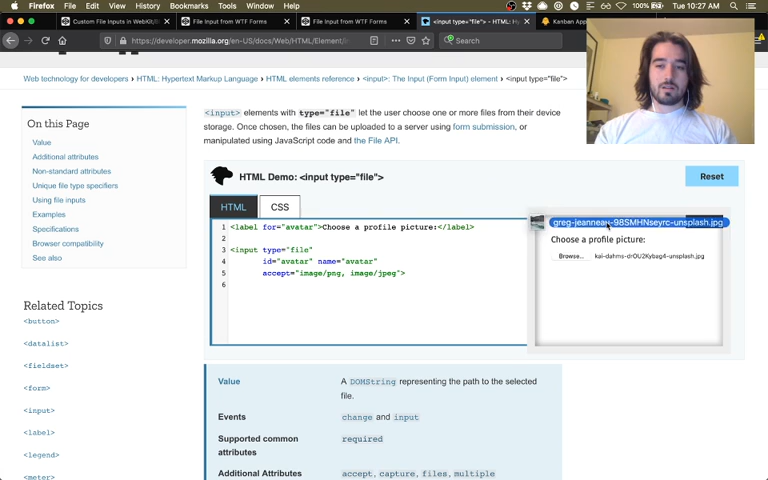 Firefox File Edit View History Bookmarks Tools Window Help 100% Tue 10:27 AM
Custom File Inputs in WebKit/B File Input from WTF Forms File Input from WTF Forms <input type="file"> - HTML: Hy Kanban App
https://developer.mozilla.org/en-US/docs/Web/HTML/Element/ Search
Web technology for developers › HTML: Hypertext Markup Language › HTML elements reference › <input>: The Input (Form Input) element › <input type="file">
On this Page
Value
Additional attributes
Non-standard attributes
Unique file type specifiers
Using file inputs
Examples
Specifications
Browser compatibility
See also
Related Topics
<button>
<datalist>
<fieldset>
<form>
<input>
<label>
<legend>
<meter>
<input> elements with type="file" let the user choose one or more files from their device
storage. Once chosen, the files can be uploaded to a server using form submission, or
manipulated using JavaScript code and the File API.
HTML Demo: <input type="file">
Reset
HTML CSS
1 <label for="avatar">Choose a profile picture:</label>
2
3 <input type="file"
4 id="avatar" name="avatar"
5 accept="image/png, image/jpeg">
6
greg-jeanneau-98SMHNseyrc-unsplash.jpg
Choose a profile picture:
Browse... kai-dahms-drOU2Kybag4-unsplash.jpg
Value A DOMString representing the path to the selected
file.
Events change and input
Supported common required
attributes
Additional Attributes accept, capture, files, multiple